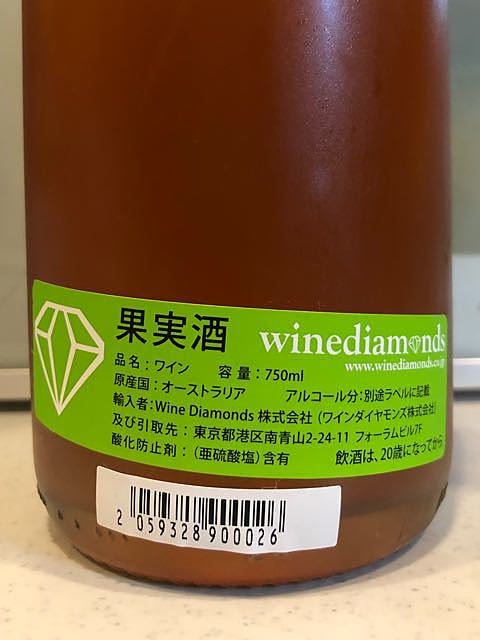 果実酒 winediamonds
www.winediamonds.co.jp
品名：ワイン 容量：750ml
原産国：オーストラリア アルコール分：別途ラベルに記載
輸入者：Wine Diamonds 株式会社（ワインダイヤモンズ株式会社）
及び引取先：東京都港区南青山2-24-11 フォーラムビル7F
酸化防止剤：（亜硫酸塩）含有 飲酒は、20歳になってから
2 059328 900026